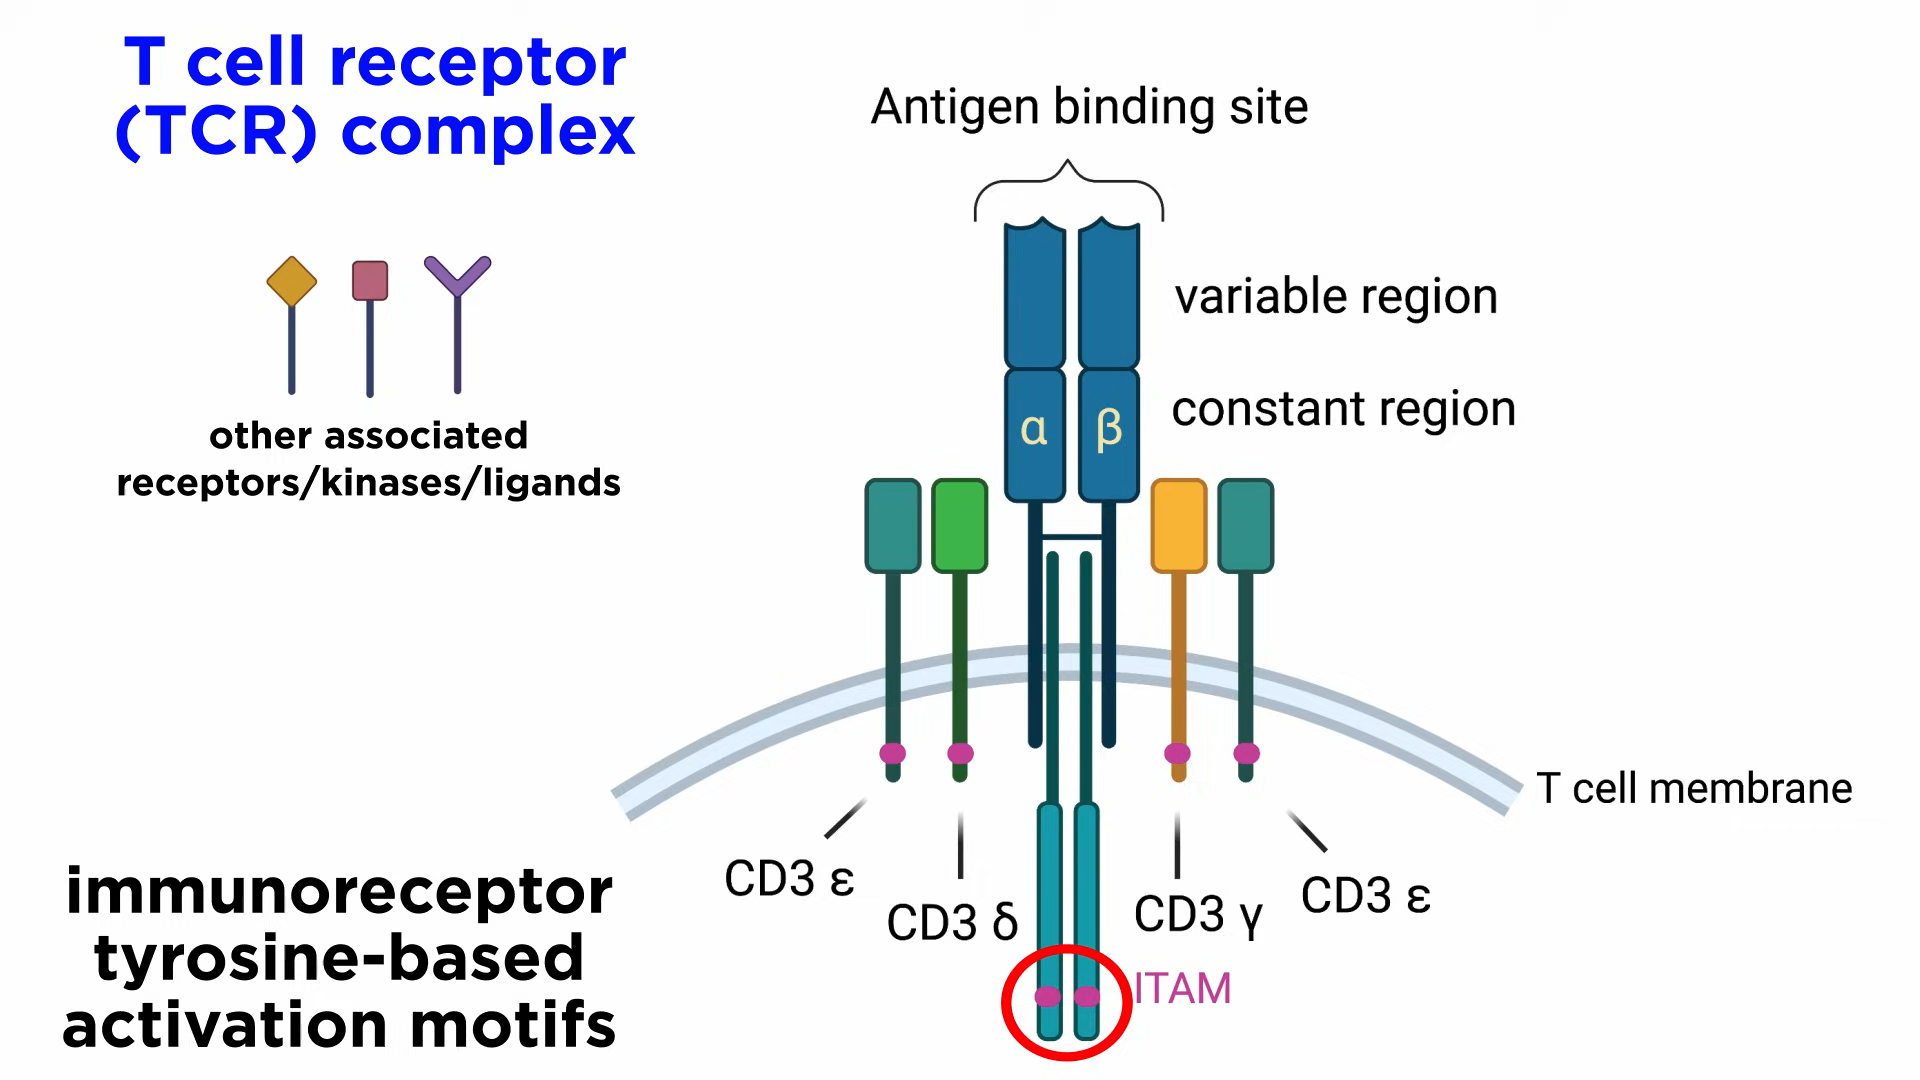 T cell receptor
(TCR) complex
other associated
receptors/kinases/ligands
immunoreceptor
tyrosine-based
activation motifs
Antigen binding site
variable region
constant region
α
β
T cell membrane
CD3 ε
CD3 δ
CD3 γ
CD3 ε
ITAM